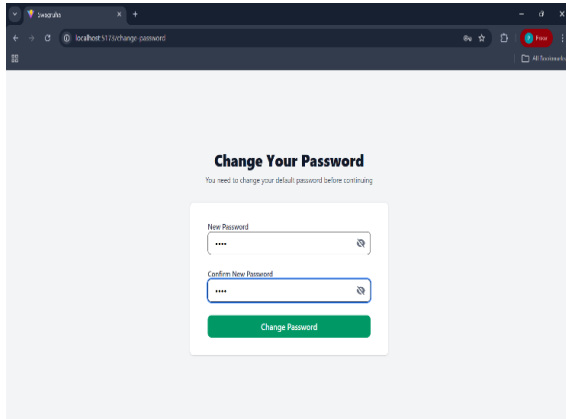 Swagruha
localhost:5173/change-password
All Bookmarks
Change Your Password
You need to change your default password before continuing
New Password
••••
Confirm New Password
••••
Change Password